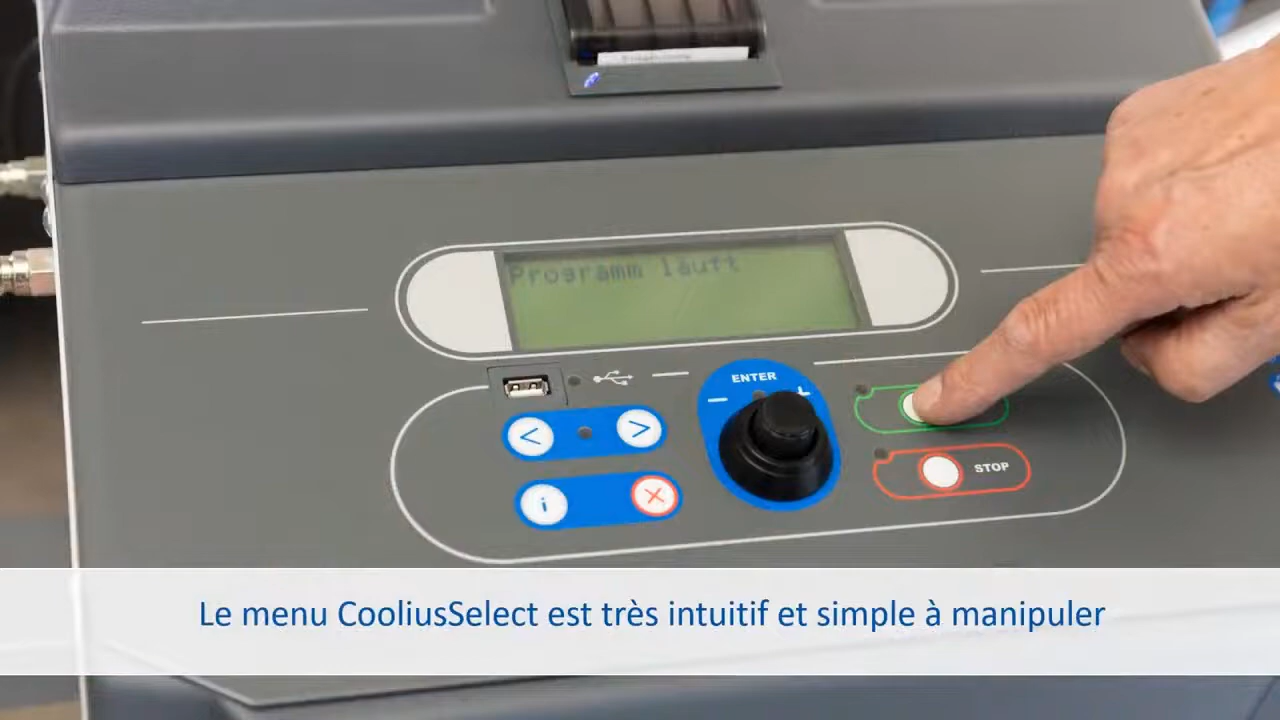 Programm läuft
ENTER
STOP
Le menu CooliusSelect est très intuitif et simple à manipuler